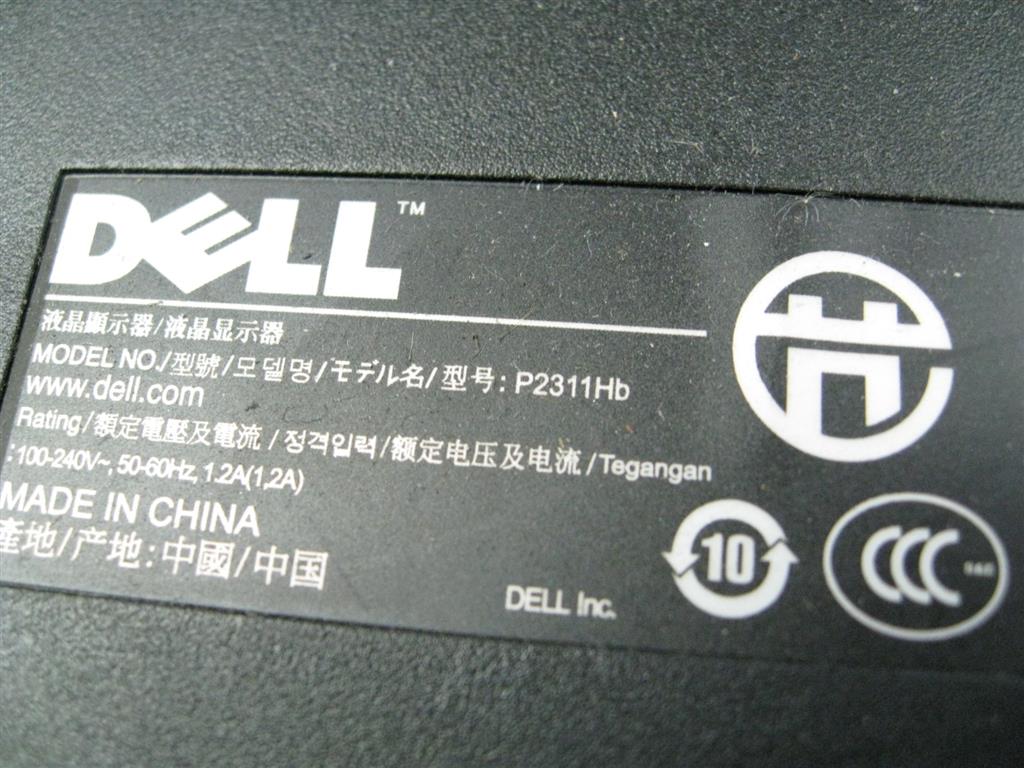 DELL™
液晶顯示器/液晶显示器
MODEL NO./型號/모델명/モデル名/型号: P2311Hb
www.dell.com
Rating/額定電壓及電流/정격입력/额定电压及电流/Tegangan
:100-240V~, 50-60Hz, 1.2A(1,2A)
MADE IN CHINA
產地/产地:中國/中国
DELL Inc.
10
CCC
S&E